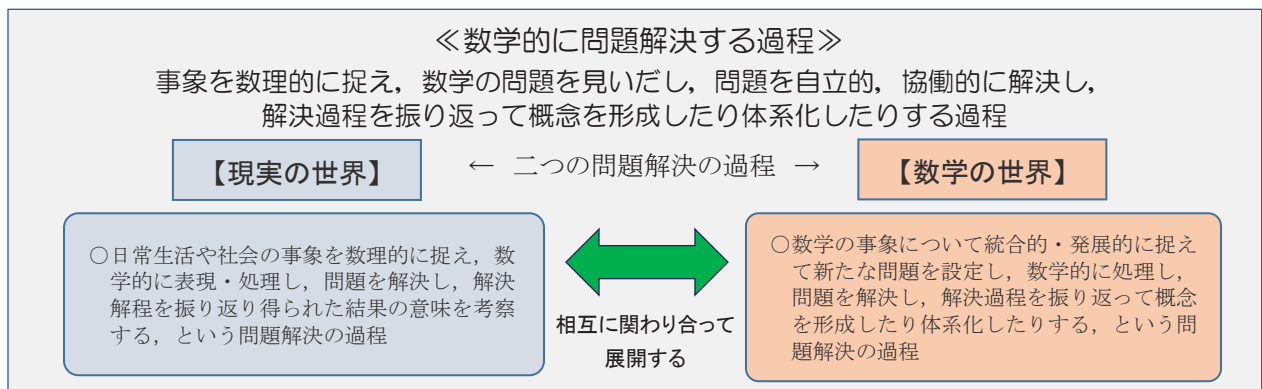 ≪数学的に問題解決する過程≫
事象を数理的に捉え，数学の問題を見いだし，問題を自立的，協働的に解決し，
解決過程を振り返って概念を形成したり体系化したりする過程
【現実の世界】 ← 二つの問題解決の過程 → 【数学の世界】
○日常生活や社会の事象を数理的に捉え，数
学的に表現・処理し，問題を解決し，解決
解程を振り返り得られた結果の意味を考察
する，という問題解決の過程
相互に関わり合って
展開する
○数学の事象について統合的・発展的に捉え
て新たな問題を設定し，数学的に処理し，
問題を解決し，解決過程を振り返って概念
を形成したり体系化したりする，という問
題解決の過程